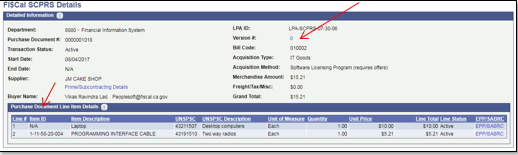 FI$Cal SCPRS Details
Detailed Information ?
Department: 8880 - Financial Information System
Purchase Document #: 0000001018
Transaction Status: Active
Start Date: 08/04/2017
End Date: N/A
Supplier: JM CAKE SHOP
Prime/Subcontracting Details
Buyer Name: Vikas Ravindra Lad Peoplesoft@fiscal.ca.gov
LPA ID: LPA-SCPRS-07-30-06
Version #: 0
Bill Code: 010002
Acquisition Type: IT Goods
Acquisition Method: Software Licensing Program (requires offers)
Merchandise Amount: $15.21
Freight/Tax/Misc: $0.00
Grand Total: $15.21
Purchase Document Line Item Details ?
Line # Item ID Item Title UNSPSC UNSPSC Description Unit of Measure Quantity Unit Price Line Total Line Status EPP/SABRC
1 N/A Laptop 43211507 Desktop computers Each 1.00 $10.00 $10.00 Active EPP/SABRC
2 1-11-58-20-004 PROGRAMMING INTERFACE CABLE 43191510 Two way radios Each 1.00 $5.21 $5.21 Active EPP/SABRC